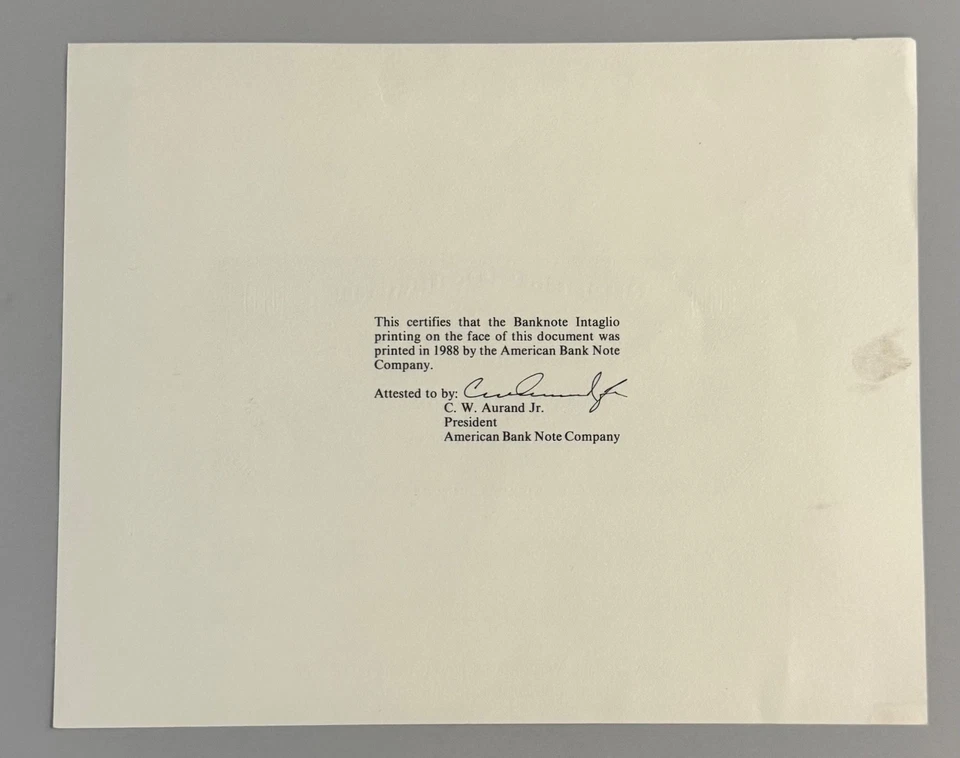 This certifies that the Banknote Intaglio
printing on the face of this document was
printed in 1988 by the American Bank Note
Company.
Attested to by:
C. W. Aurand Jr.
President
American Bank Note Company